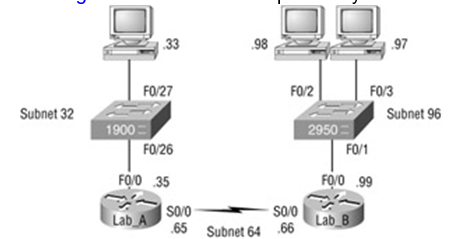 .33
.98
.97
F0/27
F0/2
F0/3
Subnet 32
1900
2950
Subnet 96
F0/26
F0/1
F0/0 .35
F0/0 .99
Lab_A
S0/0
.65
Subnet 64
S0/0
.66
Lab_B